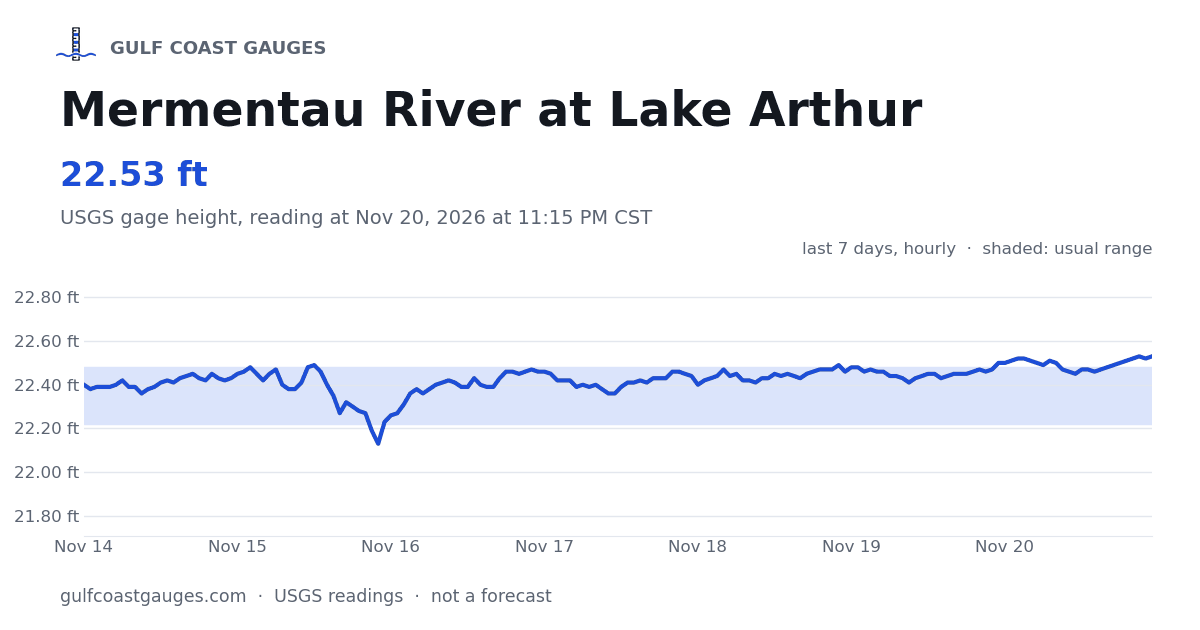 GULF COAST GAUGES
Mermentau River at Lake Arthur
22.53 ft
USGS gage height, reading at Nov 20, 2026 at 11:15 PM CST
last 7 days, hourly · shaded: usual range
22.80 ft
22.60 ft
22.40 ft
22.20 ft
22.00 ft
21.80 ft
Nov 14 Nov 15 Nov 16 Nov 17 Nov 18 Nov 19 Nov 20
gulfcoastgauges.com · USGS readings · not a forecast